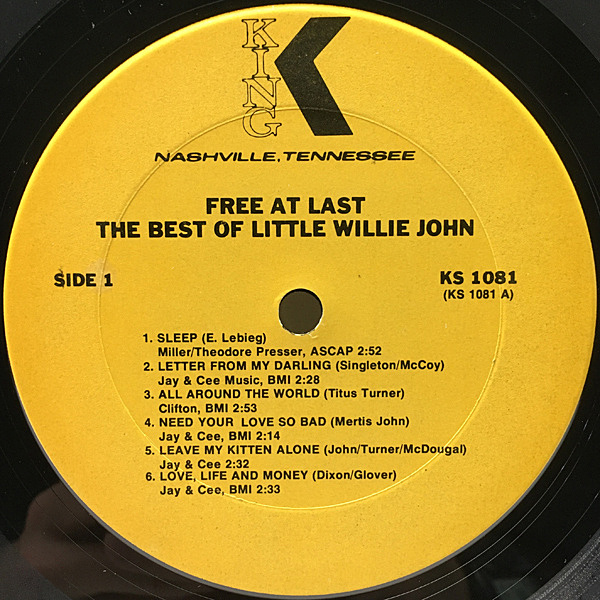 KING
NASHVILLE, TENNESSEE
FREE AT LAST
THE BEST OF LITTLE WILLIE JOHN
SIDE 1
KS 1081
(KS 1081 A)
1. SLEEP (E. Lebieg)
Miller/Theodore Presser, ASCAP 2:52
2. LETTER FROM MY DARLING (Singleton/McCoy)
Jay & Cee Music, BMI 2:28
3. ALL AROUND THE WORLD (Titus Turner)
Clifton, BMI 2:53
4. NEED YOUR LOVE SO BAD (Mertis John)
Jay & Cee, BMI 2:14
5. LEAVE MY KITTEN ALONE (John/Turner/McDougal)
Jay & Cee 2:32
6. LOVE, LIFE AND MONEY (Dixon/Glover)
Jay & Cee, BMI 2:33